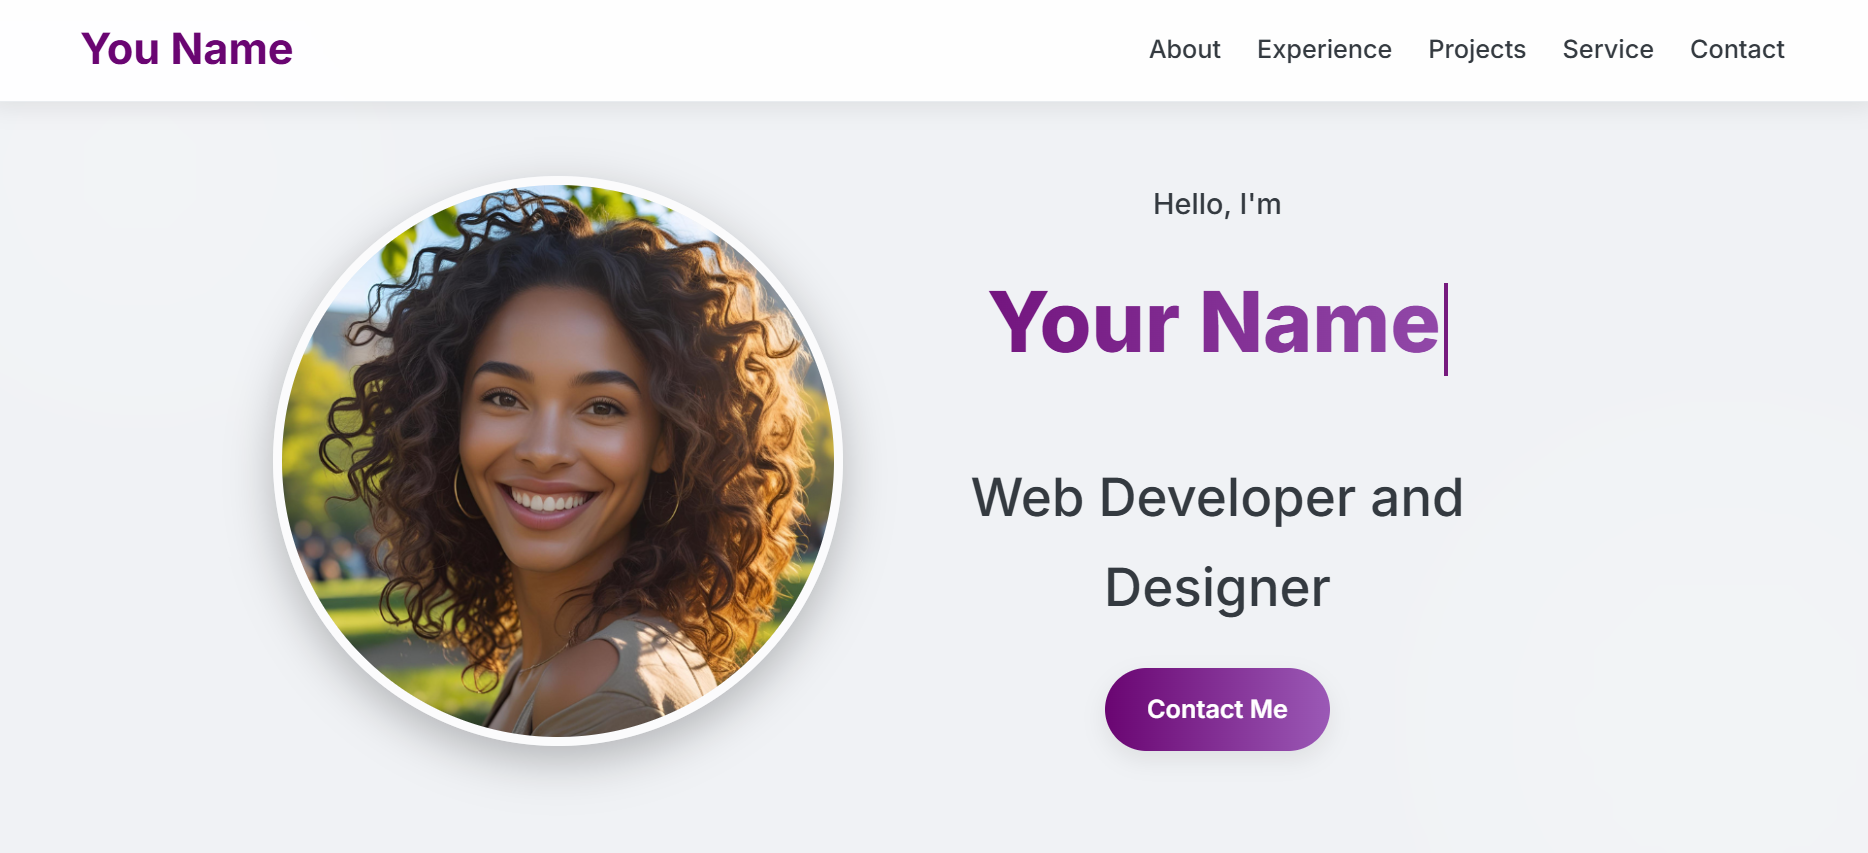 You Name
About Experience Projects Service Contact
Hello, I'm
Your Name
Web Developer and
Designer
Contact Me